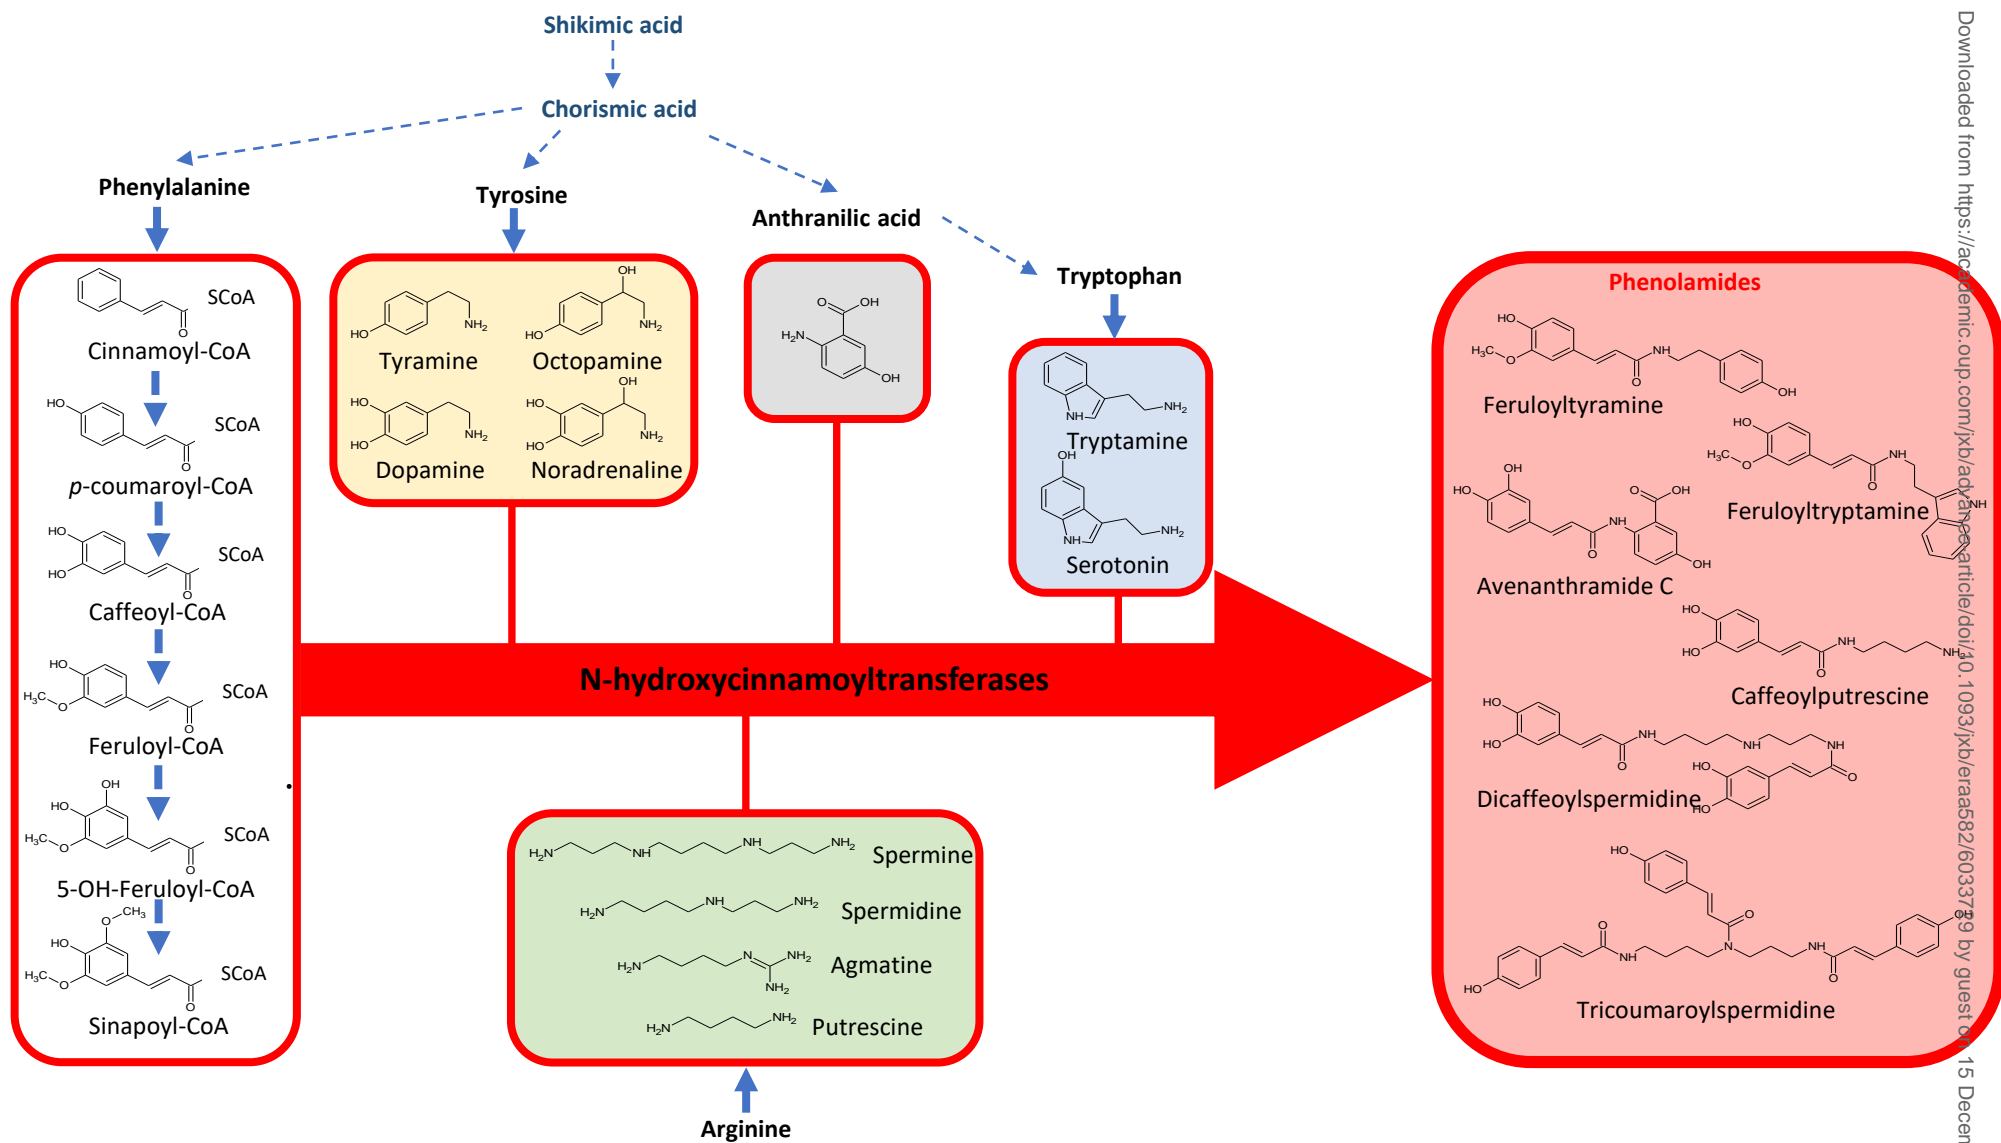 Shikimic acid
Chorismic acid
Phenylalanine
Tyrosine
Anthranilic acid
Tryptophan
SCoA
O
Cinnamoyl-CoA
HO
SCoA
O
p-coumaroyl-CoA
HO
HO
SCoA
O
Caffeoyl-CoA
HO
H₃C
O
SCoA
O
Feruloyl-CoA
OH
HO
H₃C
O
SCoA
O
5-OH-Feruloyl-CoA
CH₃
O
HO
H₃C
O
SCoA
O
Sinapoyl-CoA
HO
NH₂
Tyramine
OH
HO
NH₂
Octopamine
HO
HO
NH₂
Dopamine
OH
HO
HO
NH₂
Noradrenaline
O
OH
H₂N
OH
NH
NH₂
Tryptamine
OH
NH
NH₂
Serotonin
N-hydroxycinnamoyltransferases
H₂N
NH
NH
NH₂
Spermine
H₂N
NH
NH₂
Spermidine
H₂N
N
NH₂
NH₂
Agmatine
H₂N
NH₂
Putrescine
Arginine
Phenolamides
HO
H₃C
O
NH
O
OH
Feruloyltyramine
HO
H₃C
O
NH
O
NH
Feruloyltryptamine
OH
HO
O
OH
NH
O
OH
Avenanthramide C
HO
HO
NH
O
NH₂
Caffeoylputrescine
HO
HO
NH
O
NH
NH
O
HO
HO
Dicaffeoylspermidine
HO
O
O
NH
N
NH
O
OH
HO
Tricoumaroylspermidine
Downloaded from https://academic.oup.com/jxb/advance-article/doi/10.1093/jxb/eraa582/6033789 by guest on 15 Decem